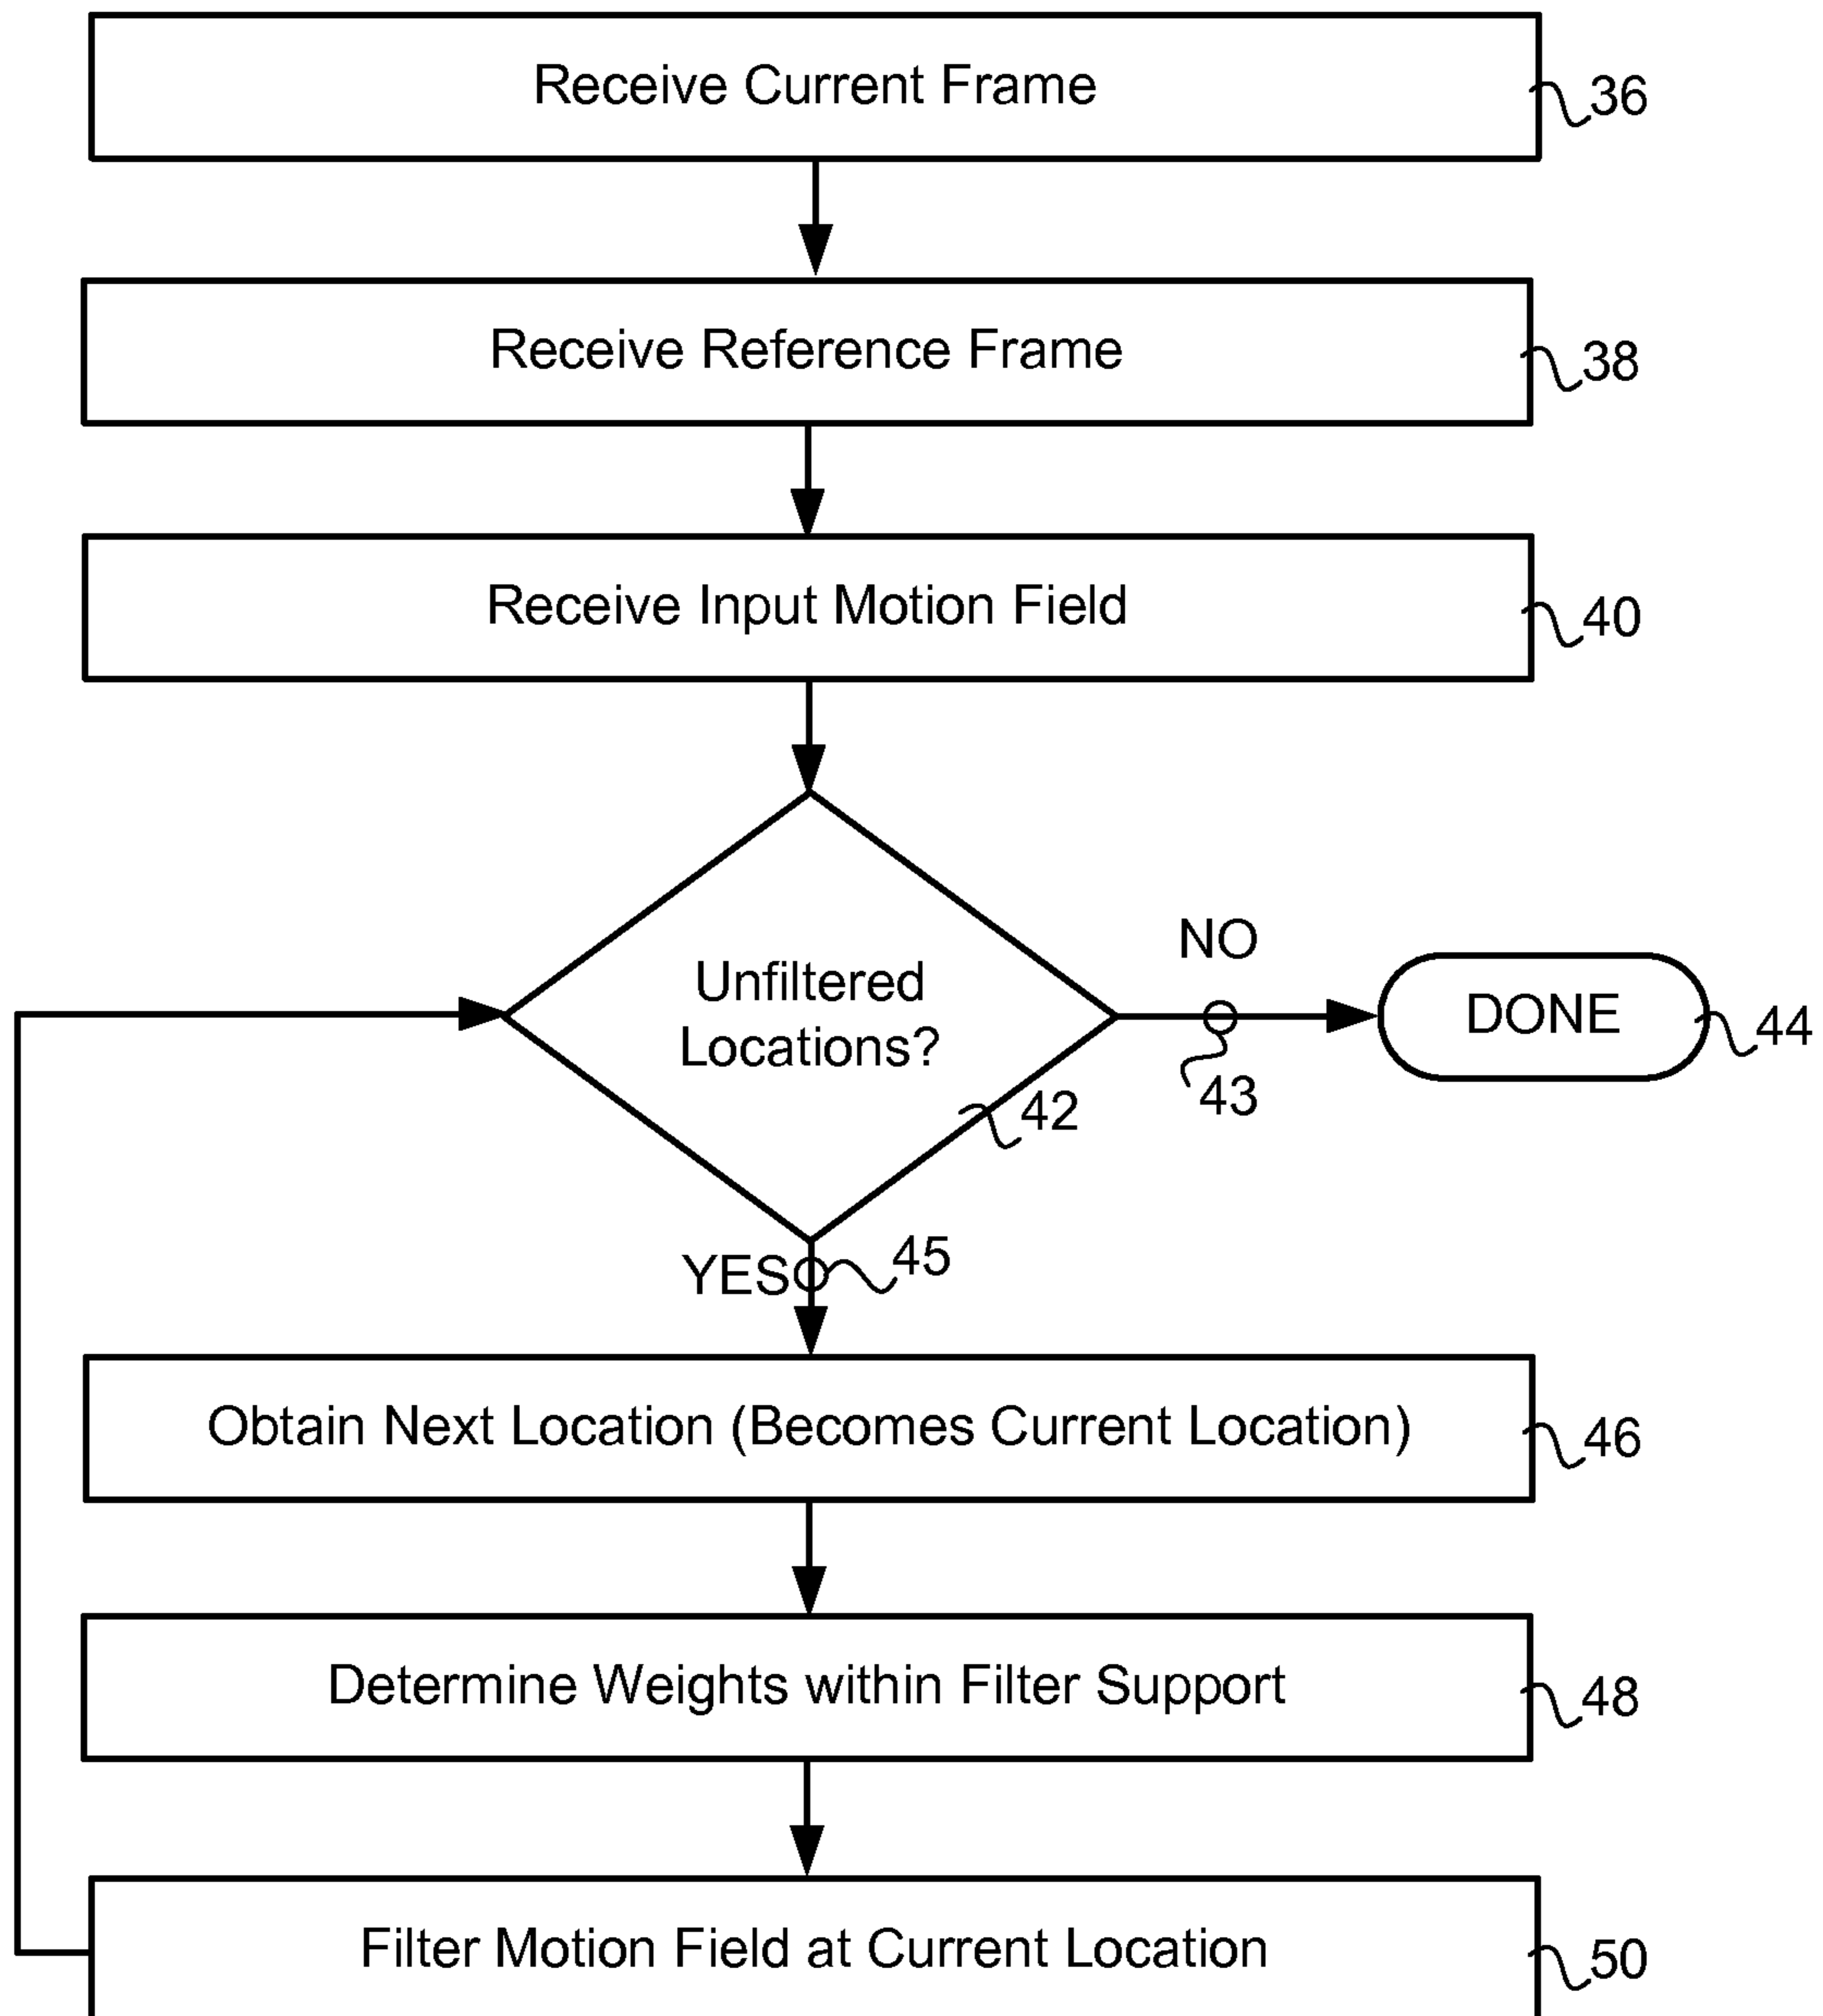 Receive Current Frame
36
Receive Reference Frame
38
Receive Input Motion Field
40
Unfiltered
Locations?
42
NO
43
DONE
44
YES
45
Obtain Next Location (Becomes Current Location)
46
Determine Weights within Filter Support
48
Filter Motion Field at Current Location
50